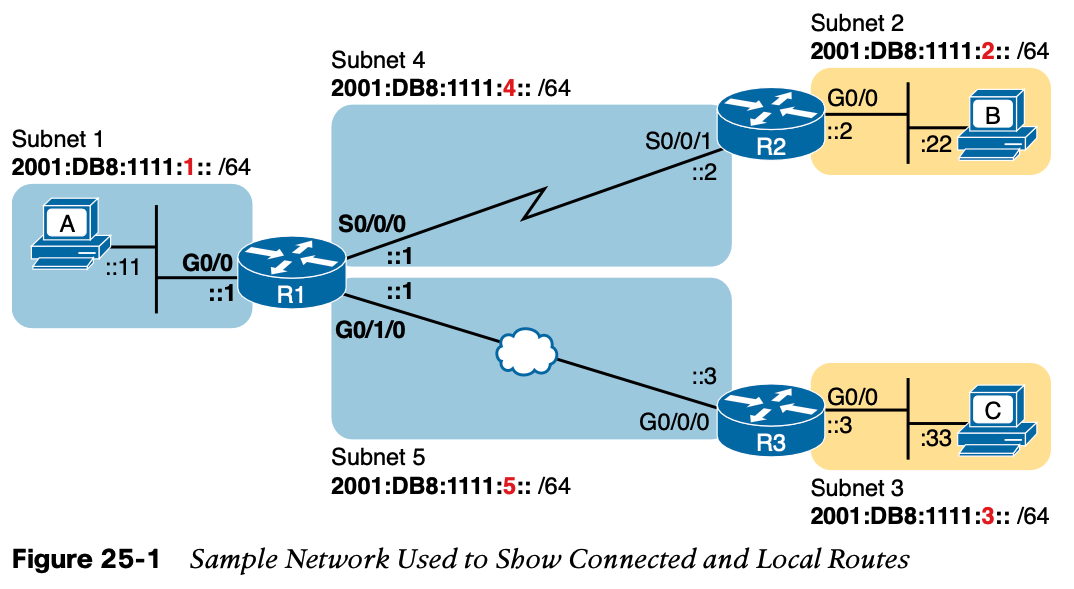 Subnet 2
2001:DB8:1111:2:: /64
Subnet 4
2001:DB8:1111:4:: /64
G0/0
::2
B
:22
R2
S0/0/1
::2
Subnet 1
2001:DB8:1111:1:: /64
A
::11
G0/0
::1
R1
S0/0/0
::1
::1
G0/1/0
::3
G0/0/0
R3
G0/0
::3
C
:33
Subnet 5
2001:DB8:1111:5:: /64
Subnet 3
2001:DB8:1111:3:: /64
Figure 25-1 Sample Network Used to Show Connected and Local Routes